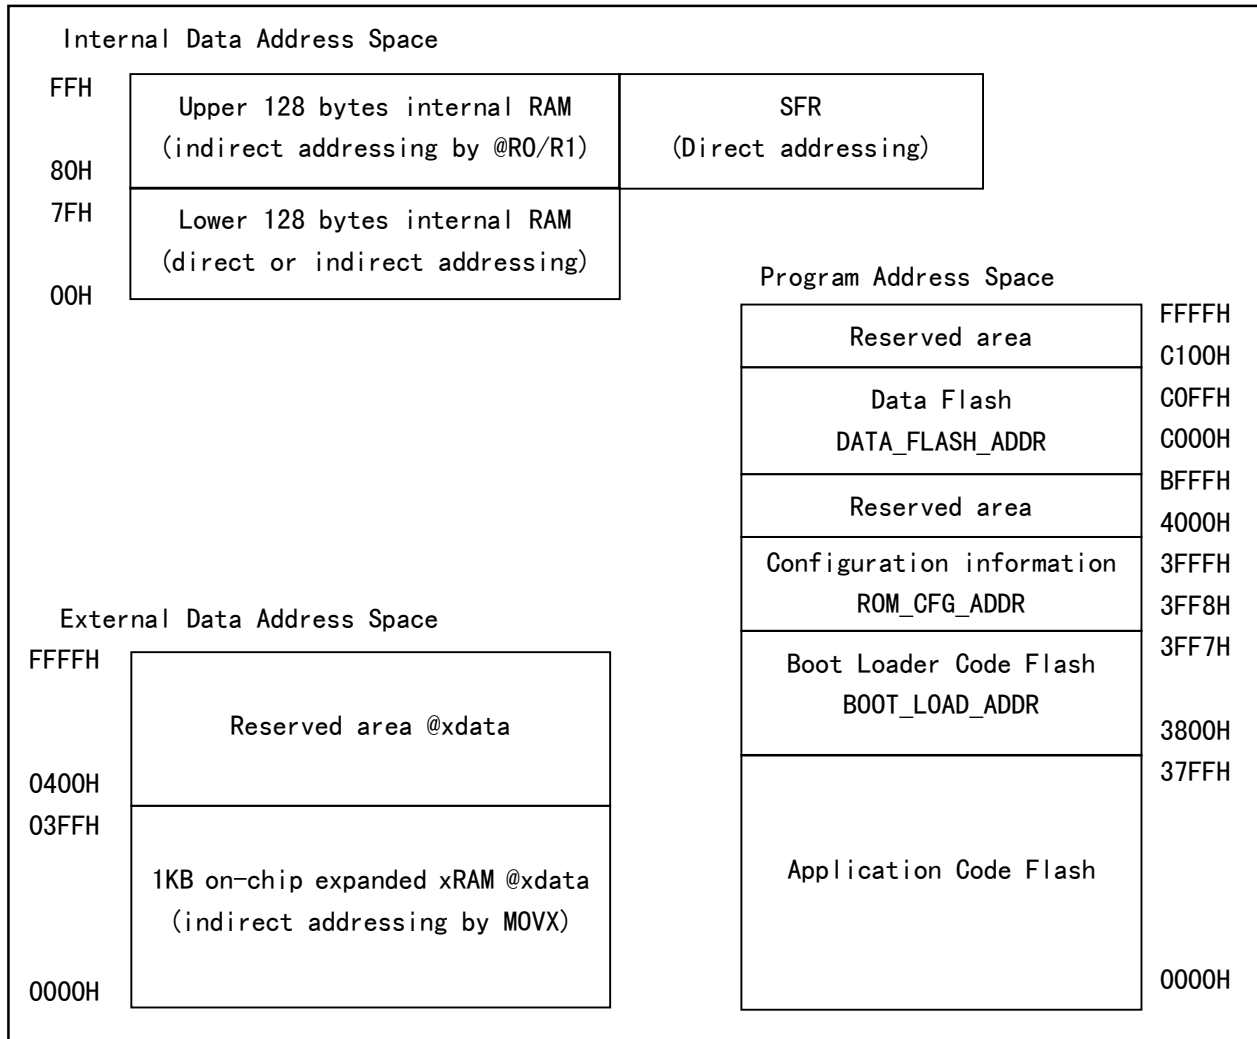 Internal Data Address Space
FFH
Upper 128 bytes internal RAM
(indirect addressing by @R0/R1)
80H
SFR
(Direct addressing)
7FH
Lower 128 bytes internal RAM
(direct or indirect addressing)
00H
Program Address Space
Reserved area
FFFFH
C100H
Data Flash
DATA_FLASH_ADDR
C0FFH
C000H
Reserved area
BFFFH
4000H
Configuration information
ROM_CFG_ADDR
3FFFH
3FF8H
Boot Loader Code Flash
BOOT_LOAD_ADDR
3FF7H
3800H
Application Code Flash
37FFH
0000H
External Data Address Space
FFFFH
Reserved area @xdata
0400H
03FFH
1KB on-chip expanded xRAM @xdata
(indirect addressing by MOVX)
0000H